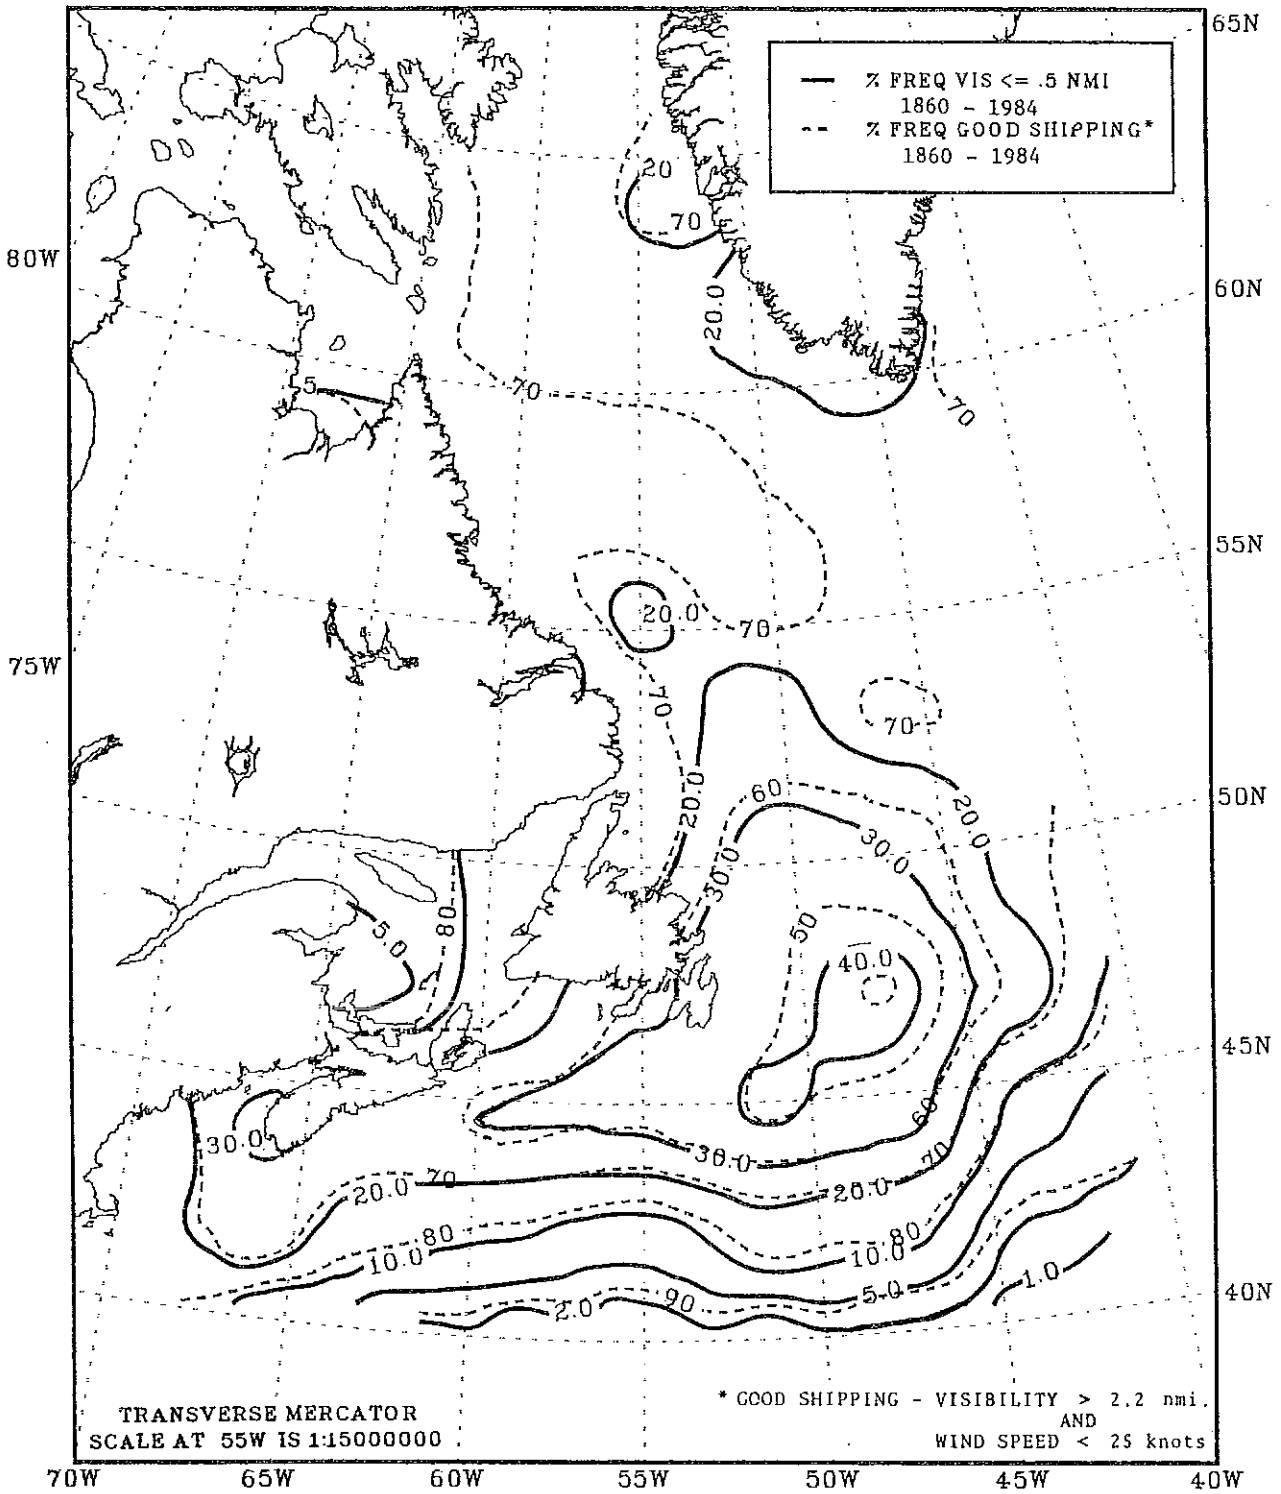 65N
% FREQ VIS <= .5 NMI
1860 - 1984
% FREQ GOOD SHIPPING*
1860 - 1984
20
70
80W
60N
20.0
5
70
70
55N
20.0
70
75W
70
70
50N
20.0
60
20.0
30.0
30.0
80
50
5.0
40.0
45N
30.0
60
30.0
70
20.0
70
20.0
80
80
10.0
10.0
1.0
5.0
90
2.0
40N
* GOOD SHIPPING - VISIBILITY > 2.2 nmi.
AND
WIND SPEED < 25 knots
TRANSVERSE MERCATOR
SCALE AT 55W IS 1:15000000
70W 65W 60W 55W 50W 45W 40W